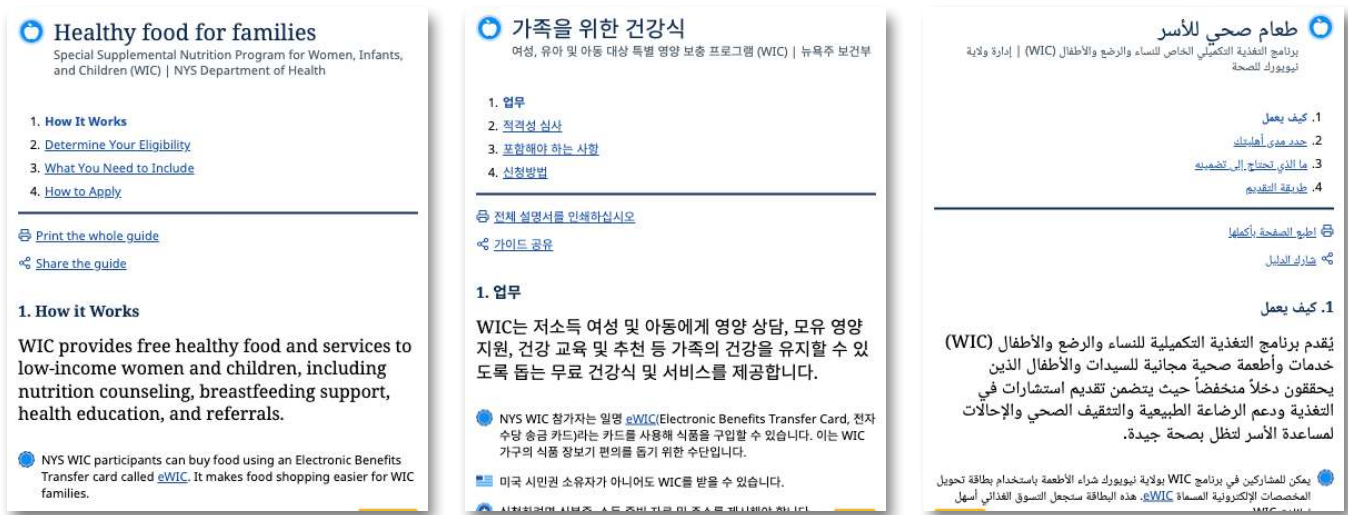 Healthy food for families
Special Supplemental Nutrition Program for Women, Infants,
and Children (WIC) | NYS Department of Health
1. How It Works
2. Determine Your Eligibility
3. What You Need to Include
4. How to Apply
Print the whole guide
Share the guide
1. How it Works
WIC provides free healthy food and services to
low-income women and children, including
nutrition counseling, breastfeeding support,
health education, and referrals.
NYS WIC participants can buy food using an Electronic Benefits
Transfer card called eWIC. It makes food shopping easier for WIC
families.
가족을 위한 건강식
여성, 유아 및 아동 대상 특별 영양 보충 프로그램 (WIC) | 뉴욕주 보건부
1. 업무
2. 적격성 심사
3. 포함해야 하는 사항
4. 신청방법
전체 설명서를 인쇄하십시오
가이드 공유
1. 업무
WIC는 저소득 여성 및 아동에게 영양 상담, 모유 영양
지원, 건강 교육 및 추천 등 가족의 건강을 유지할 수 있
도록 돕는 무료 건강식 및 서비스를 제공합니다.
NYS WIC 참가자는 일명 eWIC(Electronic Benefits Transfer Card, 전자
수당 송금 카드)라는 카드를 사용해 식품을 구입할 수 있습니다. 이는 WIC
가구의 식품 장보기 편의를 돕기 위한 수단입니다.
미국 시민권 소유자가 아니어도 WIC를 받을 수 있습니다.
طعام صحي للأسر
برنامج التغذية التكميلي الخاص للنساء والرضع والأطفال (WIC) | إدارة ولاية
نيويورك للصحة
1. كيف يعمل
2. حدد مدى أهليتك
3. ما الذي تحتاج إلى تضمينه
4. طريقة التقديم
اطبع الصفحة بأكملها
شارك الدليل
1. كيف يعمل
يُقدم برنامج التغذية التكميلية للنساء والرضع والأطفال (WIC)
خدمات وأطعمة صحية مجانية للسيدات والأطفال الذين
يحققون دخلاً منخفضاً حيث يتضمن تقديم استشارات في
التغذية ودعم الرضاعة الطبيعية والتثقيف الصحي والإحالات
لمساعدة الأسر لتظل بصحة جيدة.
يمكن للمشاركين في برنامج WIC بولاية نيويورك شراء الأطعمة باستخدام بطاقة تحويل
المخصصات الإلكترونية المسماة eWIC. هذه البطاقة ستجعل التسوق الغذائي أسهل